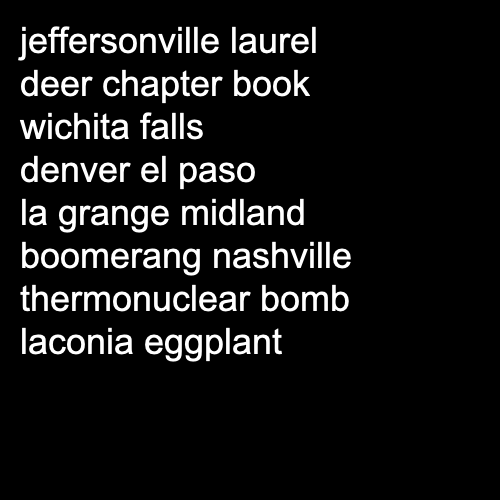 jeffersonville laurel
deer chapter book
wichita falls
denver el paso
la grange midland
boomerang nashville
thermonuclear bomb
laconia eggplant